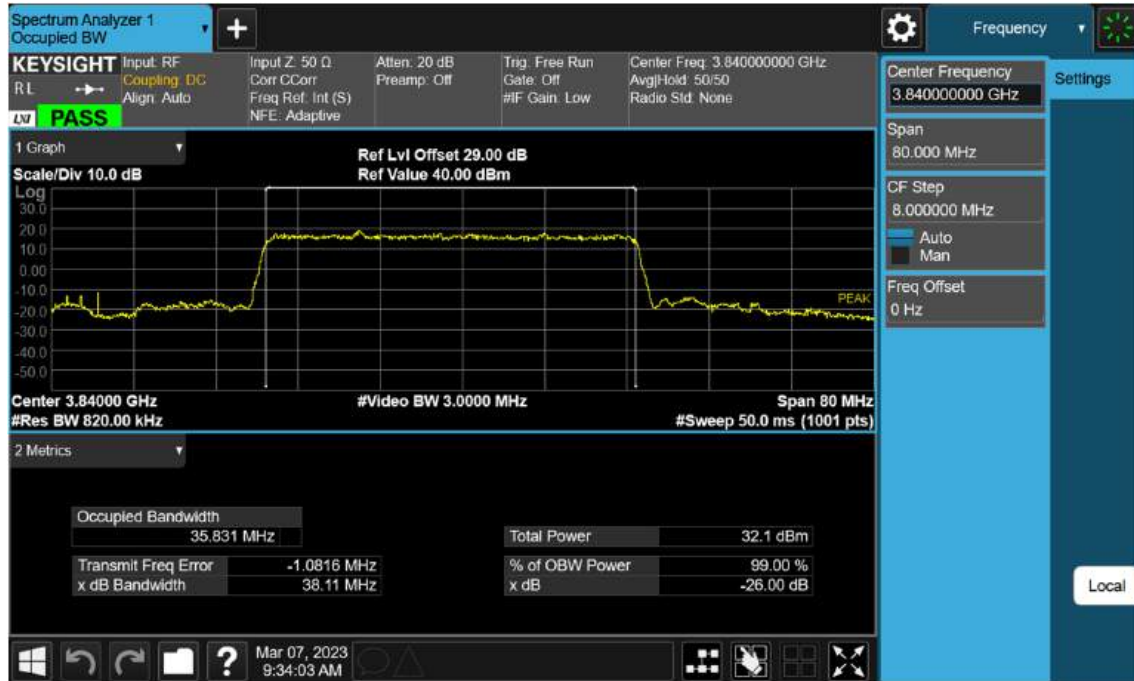 Spectrum Analyzer 1
Occupied BW
Frequency
KEYSIGHT
R L
LXI
PASS
Input: RF
Coupling: DC
Align: Auto
Input Z: 50 Ω
Corr CCorr
Freq Ref: Int (S)
NFE: Adaptive
Atten: 20 dB
Preamp: Off
Trig: Free Run
Gate: Off
#IF Gain: Low
Center Freq: 3.840000000 GHz
Avg|Hold: 50/50
Radio Std: None
Center Frequency
3.840000000 GHz
Settings
Span
80.000 MHz
CF Step
8.000000 MHz
Auto
Man
Freq Offset
0 Hz
Local
1 Graph
Scale/Div 10.0 dB
Ref Lvl Offset 29.00 dB
Ref Value 40.00 dBm
Log
30.0
20.0
10.0
0.00
-10.0
-20.0
-30.0
-40.0
-50.0
PEAK
Center 3.84000 GHz
#Video BW 3.0000 MHz
Span 80 MHz
#Res BW 820.00 kHz
#Sweep 50.0 ms (1001 pts)
2 Metrics
Occupied Bandwidth
35.831 MHz
Total Power 32.1 dBm
Transmit Freq Error -1.0816 MHz
% of OBW Power 99.00 %
x dB Bandwidth 38.11 MHz
x dB -26.00 dB
?
Mar 07, 2023
9:34:03 AM